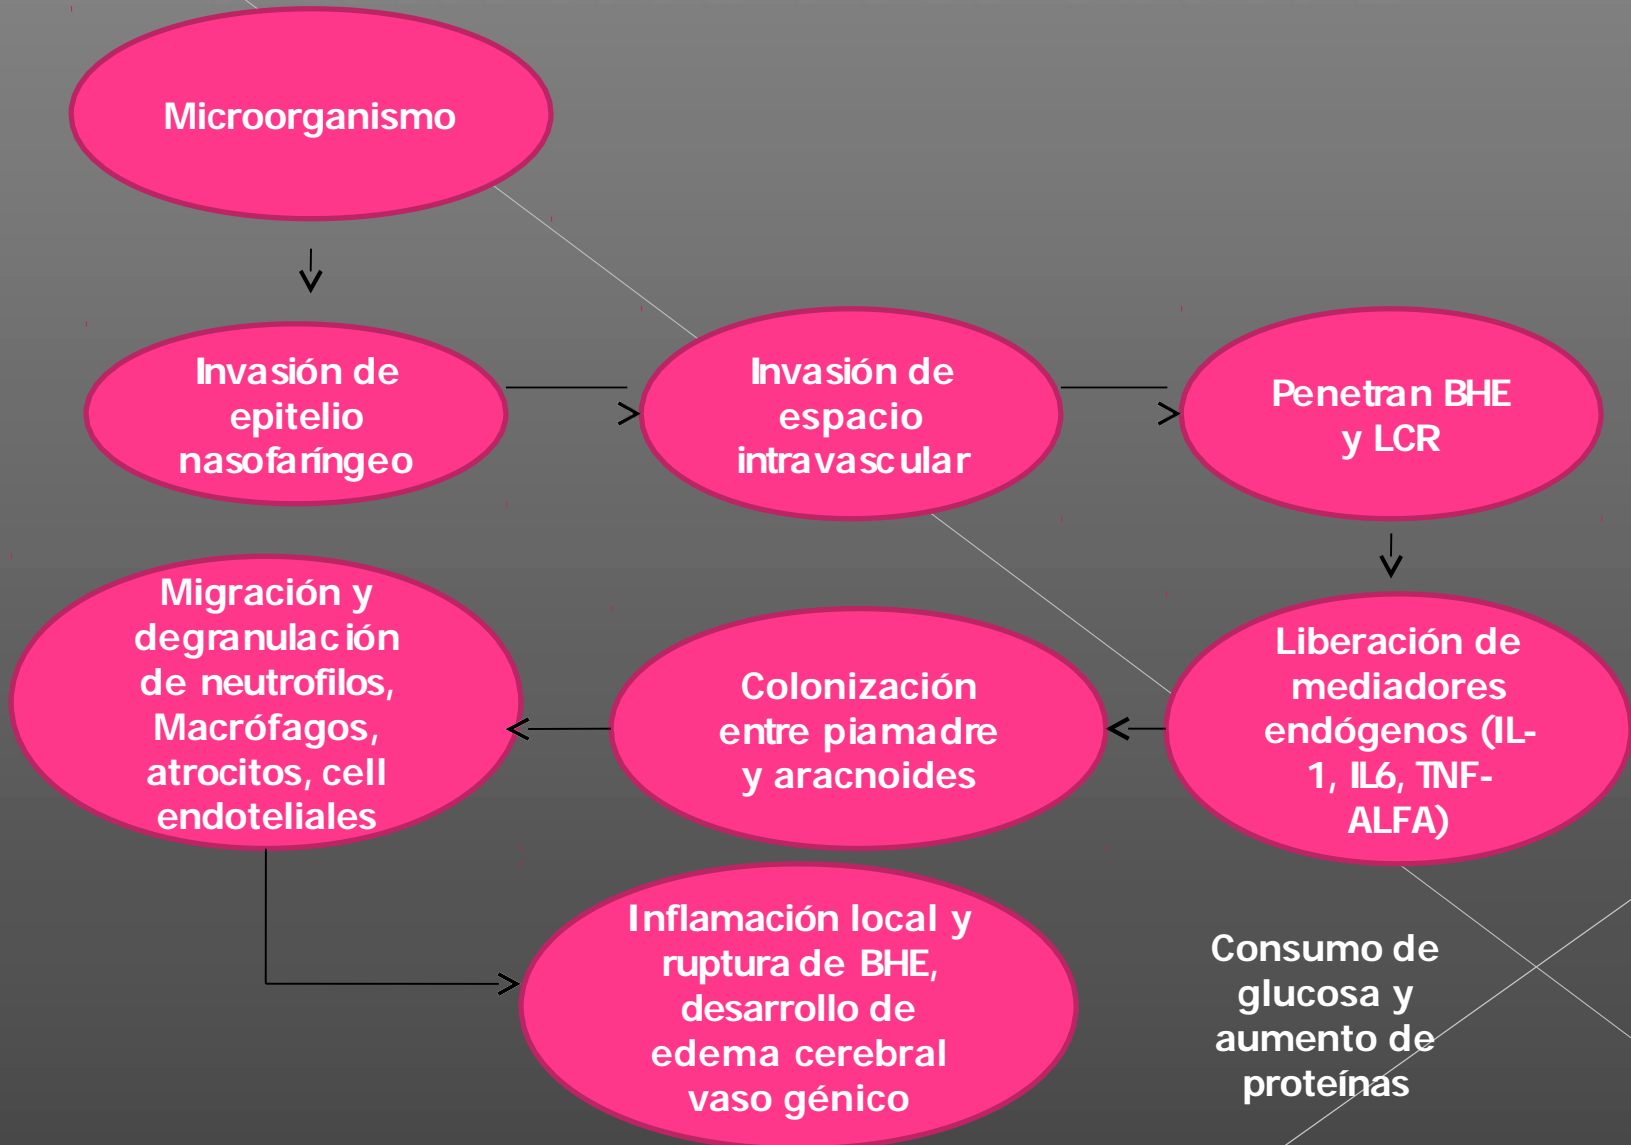 Microorganismo
Invasión de
epitelio
nasofaríngeo
Invasión de
espacio
intravascular
Penetran BHE
y LCR
Liberación de
mediadores
endógenos (IL-
1, IL6, TNF-
ALFA)
Colonización
entre piamadre
y aracnoides
Migración y
degranulación
de neutrofilos,
Macrófagos,
atrocitos, cell
endoteliales
Inflamación local y
ruptura de BHE,
desarrollo de
edema cerebral
vaso génico
Consumo de
glucosa y
aumento de
proteínas